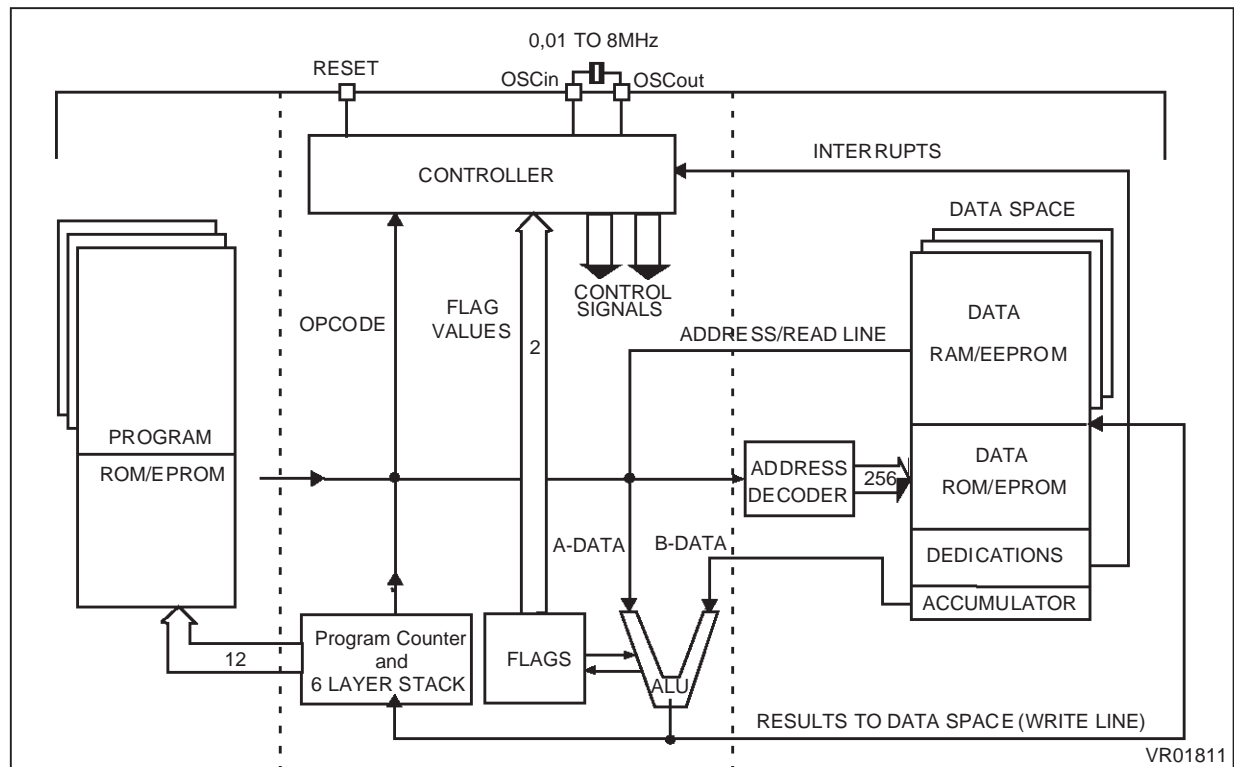 0,01 TO 8MHz
RESET
OSCin
OSCout
INTERRUPTS
CONTROLLER
DATA SPACE
CONTROL
SIGNALS
OPCODE
FLAG
VALUES
2
ADDRESS/READ LINE
DATA
RAM/EEPROM
PROGRAM
ROM/EPROM
ADDRESS
DECODER
256
DATA
ROM/EPROM
A-DATA
B-DATA
DEDICATIONS
ACCUMULATOR
12
Program Counter
and
6 LAYER STACK
FLAGS
ALU
RESULTS TO DATA SPACE (WRITE LINE)
VR01811